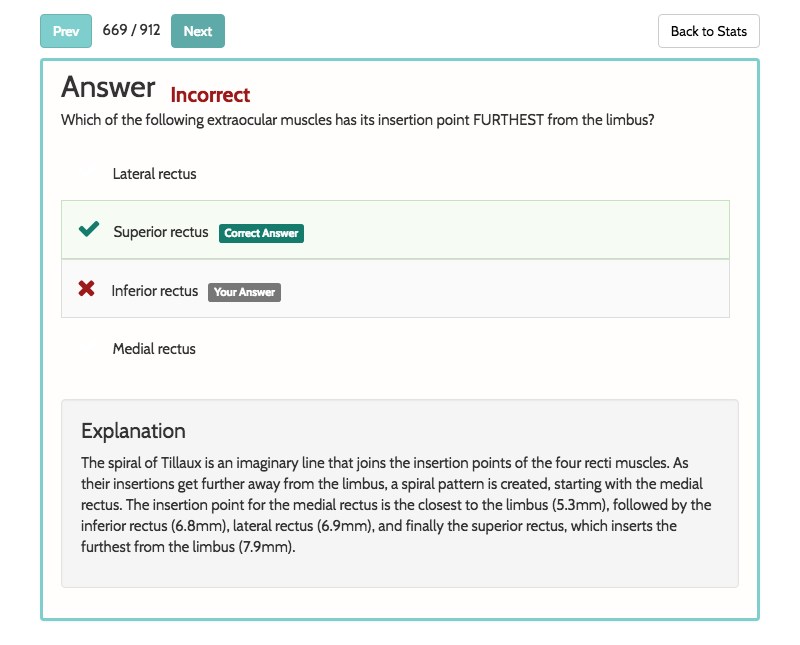 Prev 669 / 912 Next Back to Stats
Answer Incorrect
Which of the following extraocular muscles has its insertion point FURTHEST from the limbus?
Lateral rectus
Superior rectus Correct Answer
Inferior rectus Your Answer
Medial rectus
Explanation
The spiral of Tillaux is an imaginary line that joins the insertion points of the four recti muscles. As
their insertions get further away from the limbus, a spiral pattern is created, starting with the medial
rectus. The insertion point for the medial rectus is the closest to the limbus (5.3mm), followed by the
inferior rectus (6.8mm), lateral rectus (6.9mm), and finally the superior rectus, which inserts the
furthest from the limbus (7.9mm).